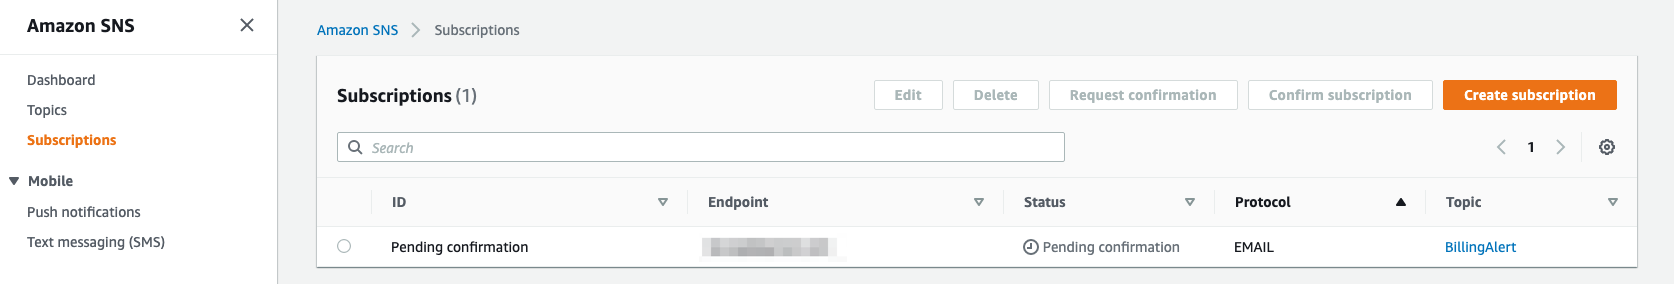 Amazon SNS
Dashboard
Topics
Subscriptions
Mobile
Push notifications
Text messaging (SMS)
Amazon SNS Subscriptions
Subscriptions (1) Edit Delete Request confirmation Confirm subscription Create subscription
Search 1
ID Endpoint Status Protocol Topic
Pending confirmation Pending confirmation EMAIL BillingAlert